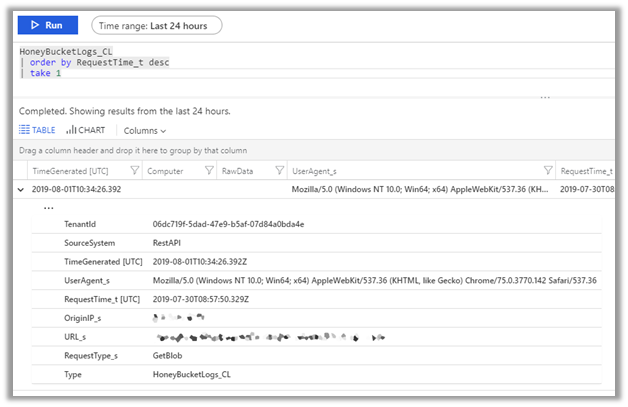 Run
Time range: Last 24 hours
HoneyBucketLogs_CL
| order by RequestTime_t desc
| take 1
...
Completed. Showing results from the last 24 hours.
TABLE CHART Columns
Drag a column header and drop it here to group by that column
TimeGenerated [UTC] Computer RawData UserAgent_s RequestTime_t
2019-08-01T10:34:26.392 Mozilla/5.0 (Windows NT 10.0; Win64; x64) AppleWebKit/537.36 (KH... 2019-07-30T08:
...
TenantId 06dc719f-5dad-47e9-b5af-07d84a0bda4e
SourceSystem RestAPI
TimeGenerated [UTC] 2019-08-01T10:34:26.392Z
UserAgent_s Mozilla/5.0 (Windows NT 10.0; Win64; x64) AppleWebKit/537.36 (KHTML, like Gecko) Chrome/75.0.3770.142 Safari/537.36
RequestTime_t [UTC] 2019-07-30T08:57:50.329Z
OriginIP_s
URL_s
RequestType_s GetBlob
Type HoneyBucketLogs_CL